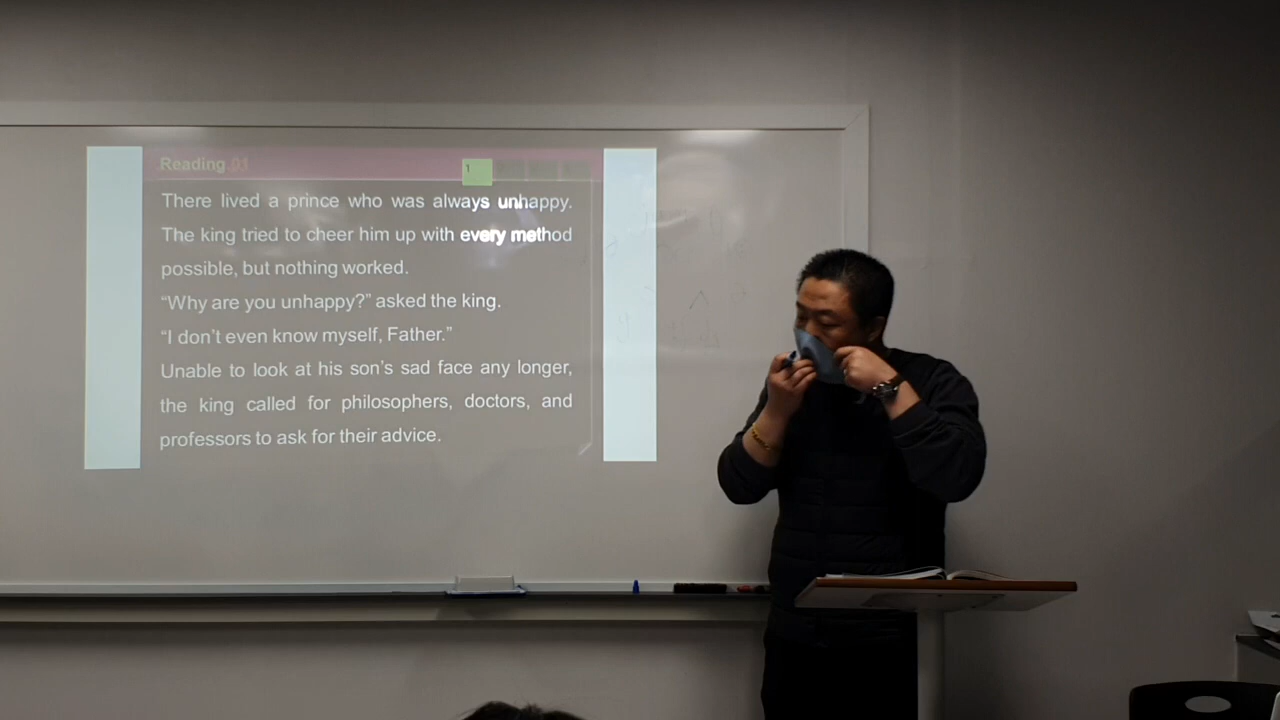 Reading 01
1
There lived a prince who was always unhappy.
The king tried to cheer him up with every method
possible, but nothing worked.
“Why are you unhappy?” asked the king.
“I don’t even know myself, Father.”
Unable to look at his son’s sad face any longer,
the king called for philosophers, doctors, and
professors to ask for their advice.